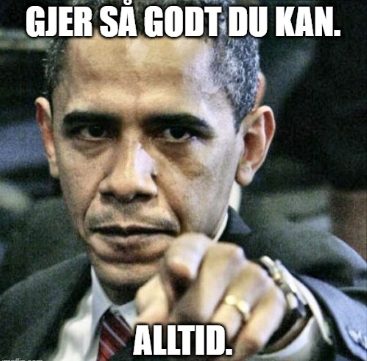 GJER SÅ GODT DU KAN.
ALLTID.